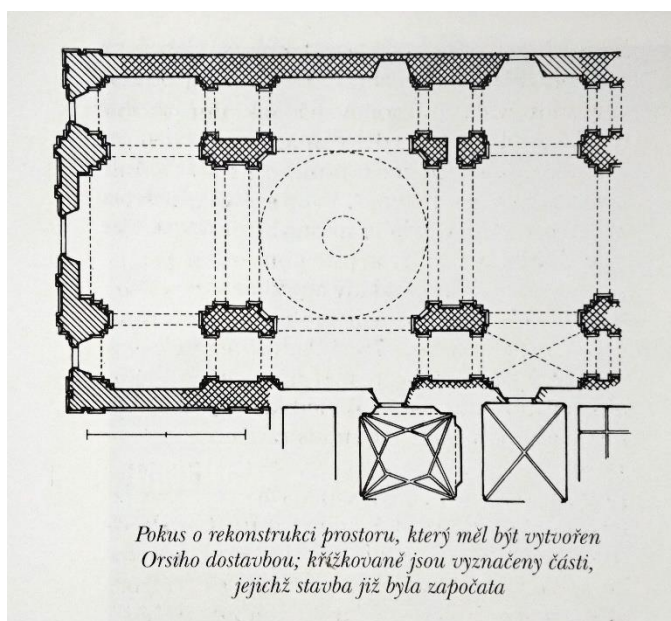 Pokus o rekonstrukci prostoru, který měl být vytvořen
Orsiho dostavbou; křížkovaně jsou vyznačeny části,
jejichž stavba již byla započata